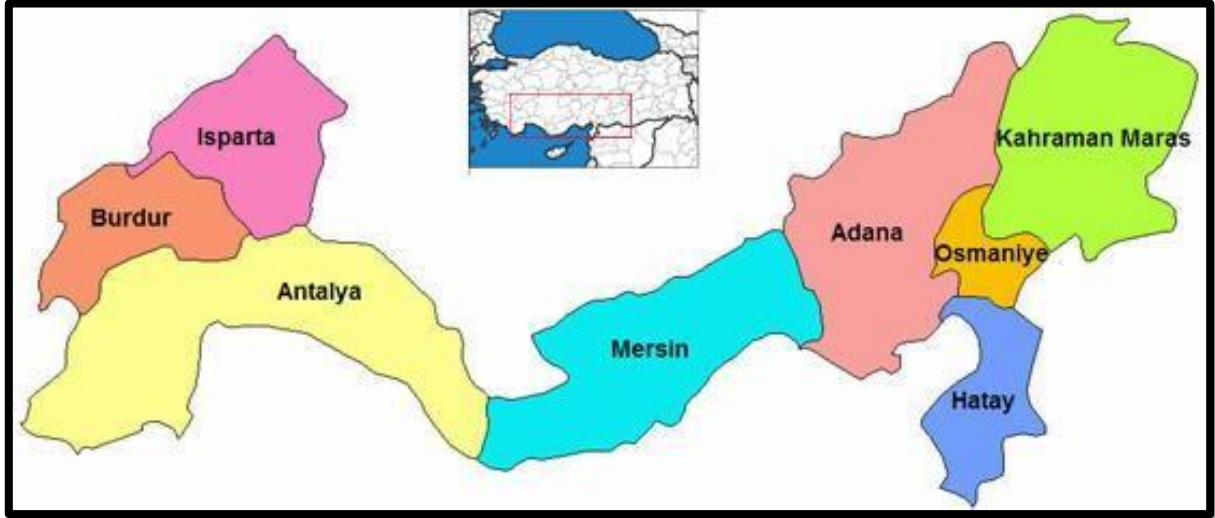 Isparta
Kahraman Maras
Burdur
Adana
Osmaniye
Antalya
Mersin
Hatay